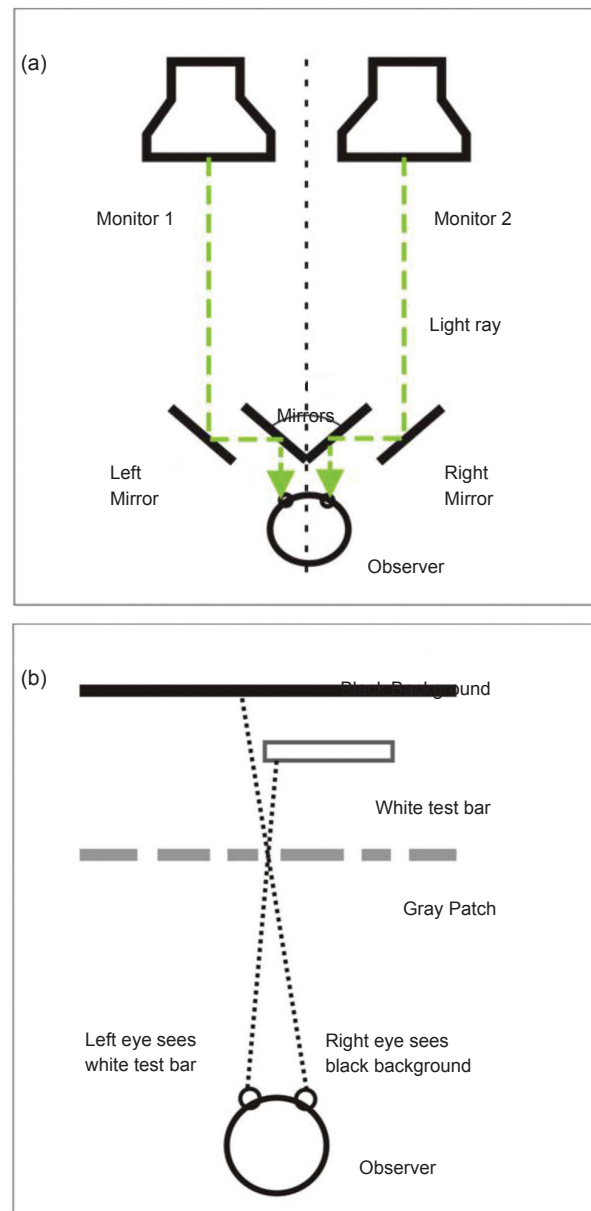 (a)
Monitor 1
Monitor 2
Light ray
Mirrors
Left
Mirror
Right
Mirror
Observer
(b)
Black Background
White test bar
Gray Patch
Left eye sees
white test bar
Right eye sees
black background
Observer